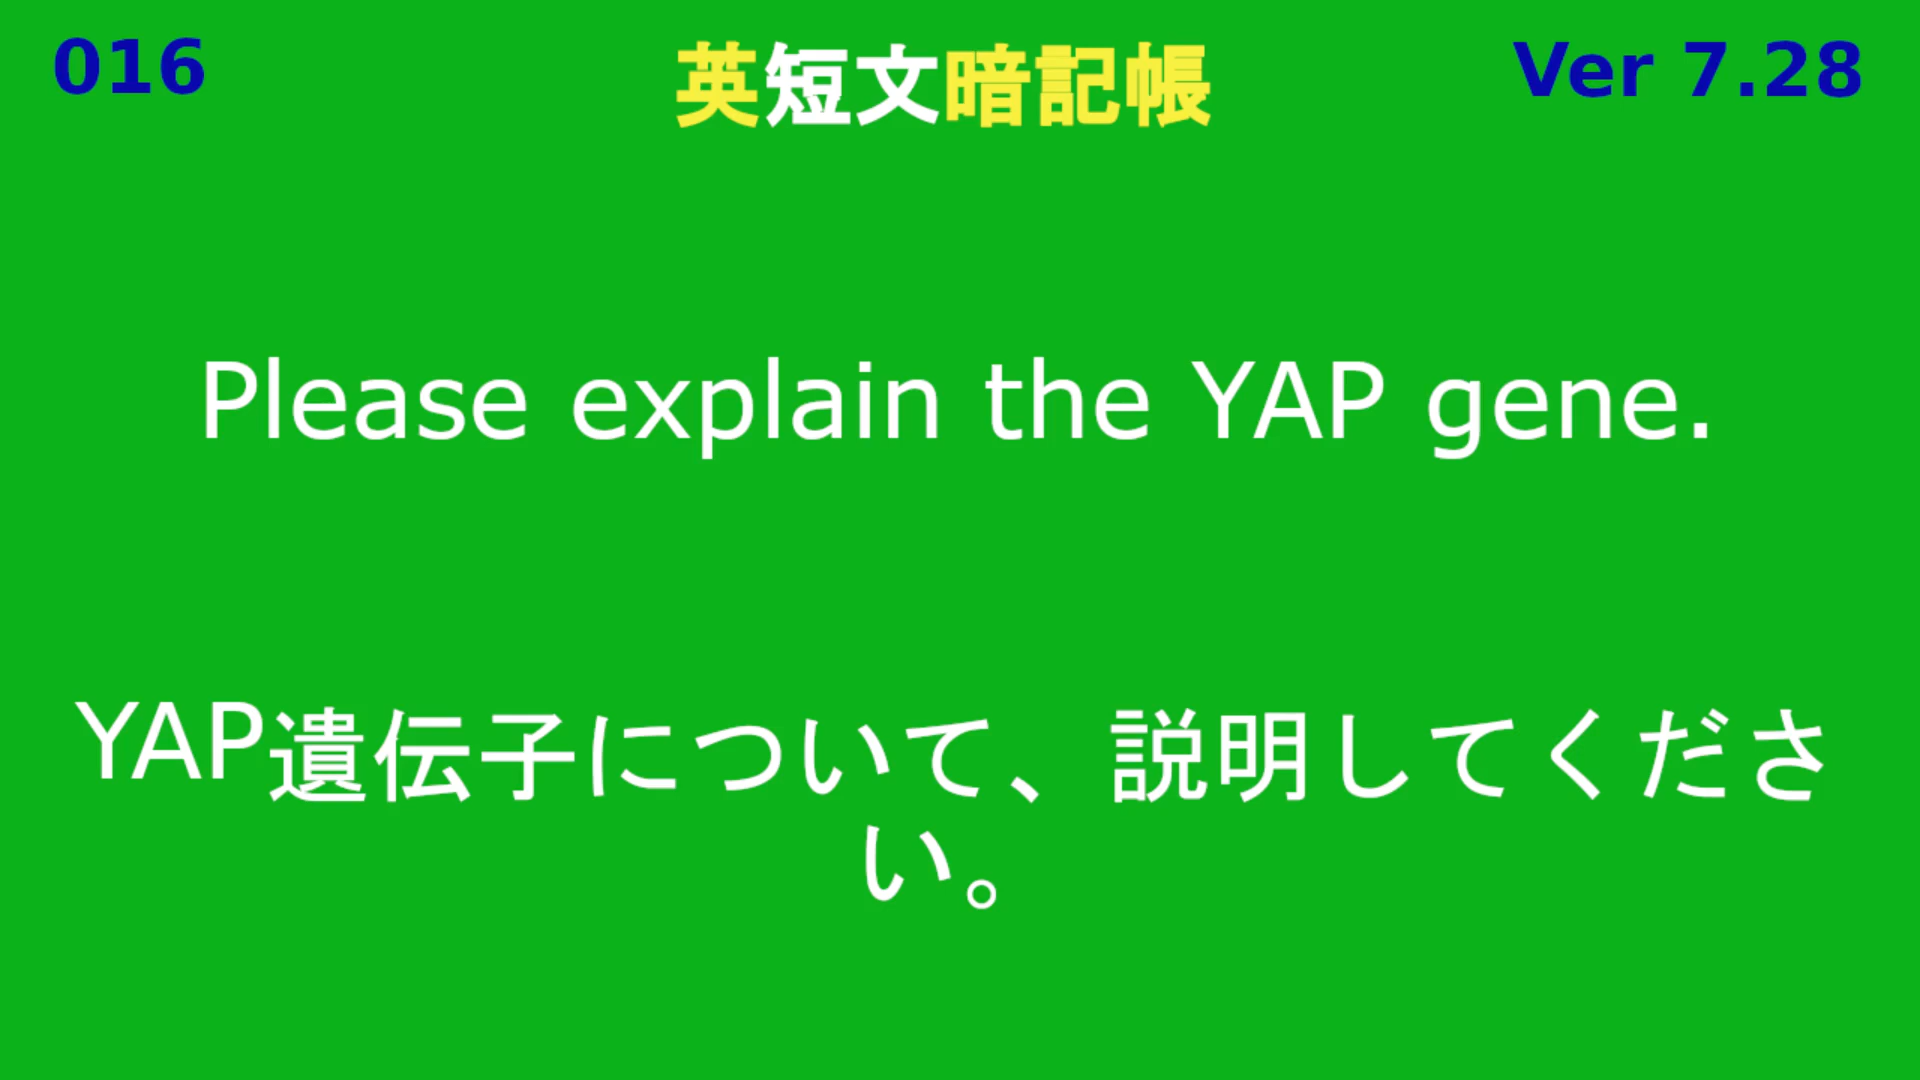 016
英短文暗記帳
Ver 7.28
Please explain the YAP gene.
YAP遺伝子について、説明してくださ
い。